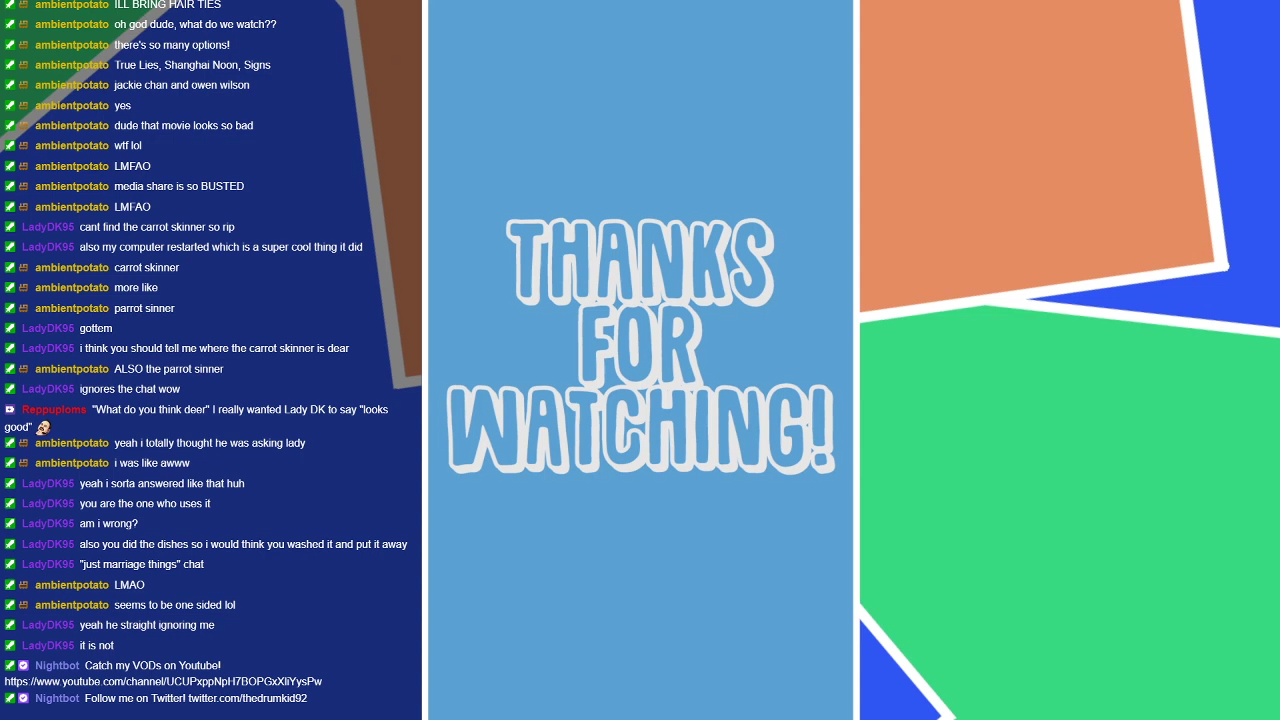 ambientpotato ILL BRING HAIR TIES
ambientpotato oh god dude, what do we watch??
ambientpotato there's so many options!
ambientpotato True Lies, Shanghai Noon, Signs
ambientpotato jackie chan and owen wilson
ambientpotato yes
ambientpotato dude that movie looks so bad
ambientpotato wtf lol
ambientpotato LMFAO
ambientpotato media share is so BUSTED
ambientpotato LMFAO
LadyDK95 cant find the carrot skinner so rip
LadyDK95 also my computer restarted which is a super cool thing it did
ambientpotato carrot skinner
ambientpotato more like
ambientpotato parrot sinner
LadyDK95 gottem
LadyDK95 i think you should tell me where the carrot skinner is dear
ambientpotato ALSO the parrot sinner
LadyDK95 ignores the chat wow
Reppuploms "What do you think deer" I really wanted Lady DK to say "looks
good"
ambientpotato yeah i totally thought he was asking lady
ambientpotato i was like awww
LadyDK95 yeah i sorta answered like that huh
LadyDK95 you are the one who uses it
LadyDK95 am i wrong?
LadyDK95 also you did the dishes so i would think you washed it and put it away
LadyDK95 "just marriage things" chat
ambientpotato LMAO
ambientpotato seems to be one sided lol
LadyDK95 yeah he straight ignoring me
LadyDK95 it is not
Nightbot Catch my VODs on Youtube!
https://www.youtube.com/channel/UCUPxppNpH7BOPGxXliYysPw
Nightbot Follow me on Twitter! twitter.com/thedrumkid92
THANKS
FOR
WATCHING!